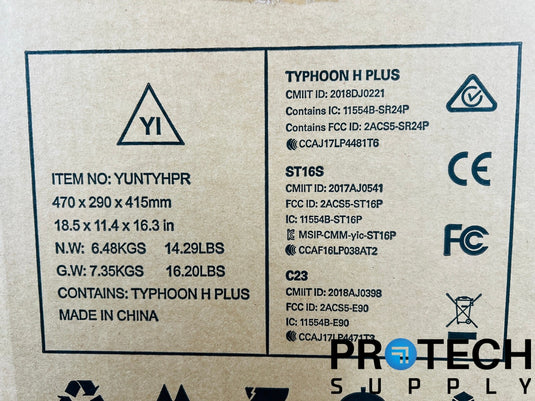 YI
ITEM NO: YUNTYHPR
470 x 290 x 415mm
18.5 x 11.4 x 16.3 in
N.W: 6.48KGS 14.29LBS
G.W: 7.35KGS 16.20LBS
CONTAINS: TYPHOON H PLUS
MADE IN CHINA
TYPHOON H PLUS
CMIIT ID: 2018DJ0221
Contains IC: 11554B-SR24P
Contains FCC ID: 2ACS5-SR24P
CCAJ17LP4481T6
ST16S
CMIIT ID: 2017AJ0541
FCC ID: 2ACS5-ST16P
IC: 11554B-ST16P
MSIP-CMM-yic-ST16P
CCAF16LP038AT2
C23
CMIIT ID: 2018AJ039B
FCC ID: 2ACS5-E90
IC: 11554B-E90
CCAJ17LP4471T3
CE
FC
PROTECH
SUPPLY